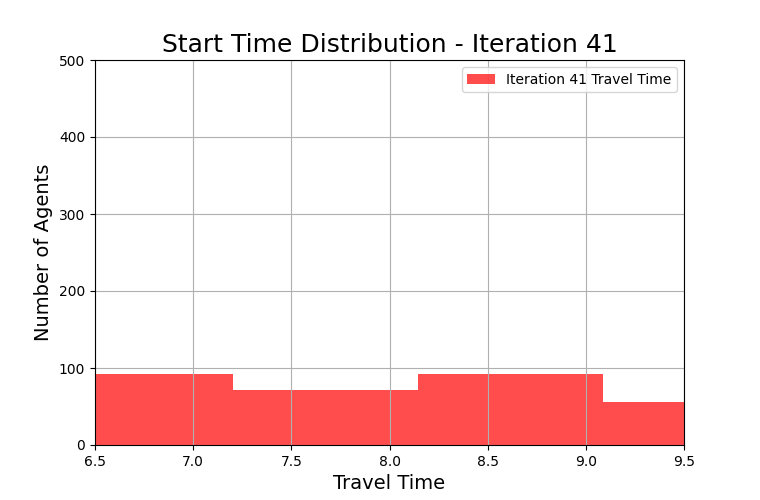 Start Time Distribution - Iteration 41
Iteration 41 Travel Time
500
400
300
200
100
0
Number of Agents
6.5 7.0 7.5 8.0 8.5 9.0 9.5
Travel Time